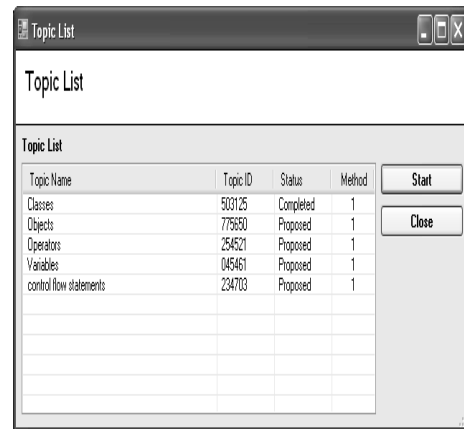 Topic List
Topic List
Topic List
Topic Name Topic ID Status Method
Classes 503125 Completed 1
Objects 775650 Proposed 1
Operators 254521 Proposed 1
Variables 045461 Proposed 1
control flow statements 234703 Proposed 1
Start
Close